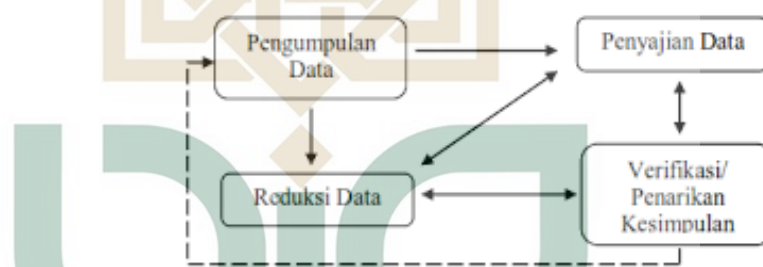 Pengumpulan
Data
Penyajian Data
Reduksi Data
Verifikasi/
Penarikan
Kesimpulan